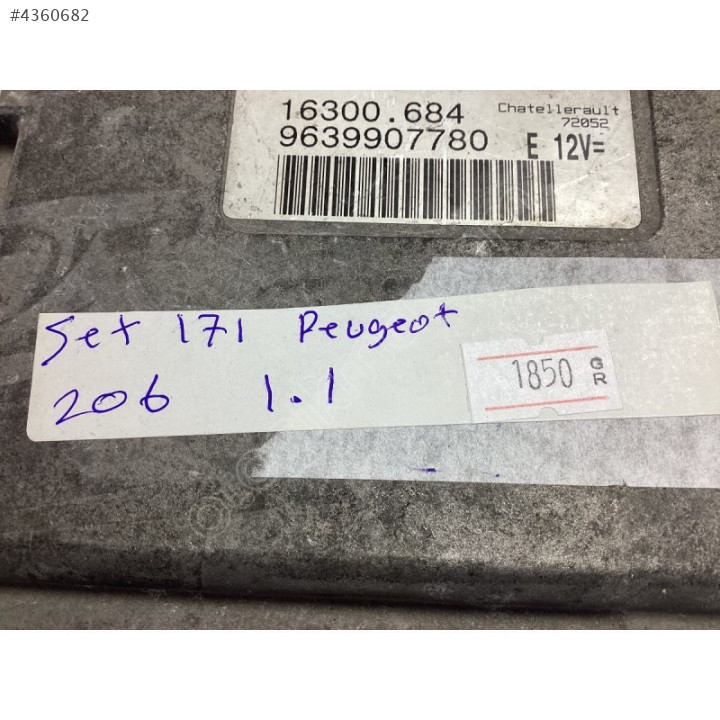 #4360682
16300.684
Chatellerault
72052
9639907780
E 12V=
Set 171 Peugeot
206 1.1
1850 GR